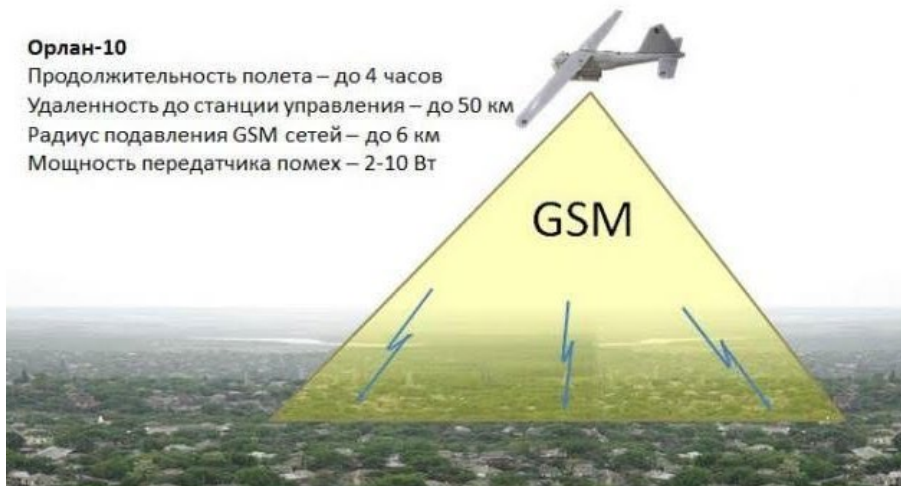 Орлан-10
Продолжительность полета – до 4 часов
Удаленность до станции управления – до 50 км
Радиус подавления GSM сетей – до 6 км
Мощность передатчика помех – 2-10 Вт
GSM